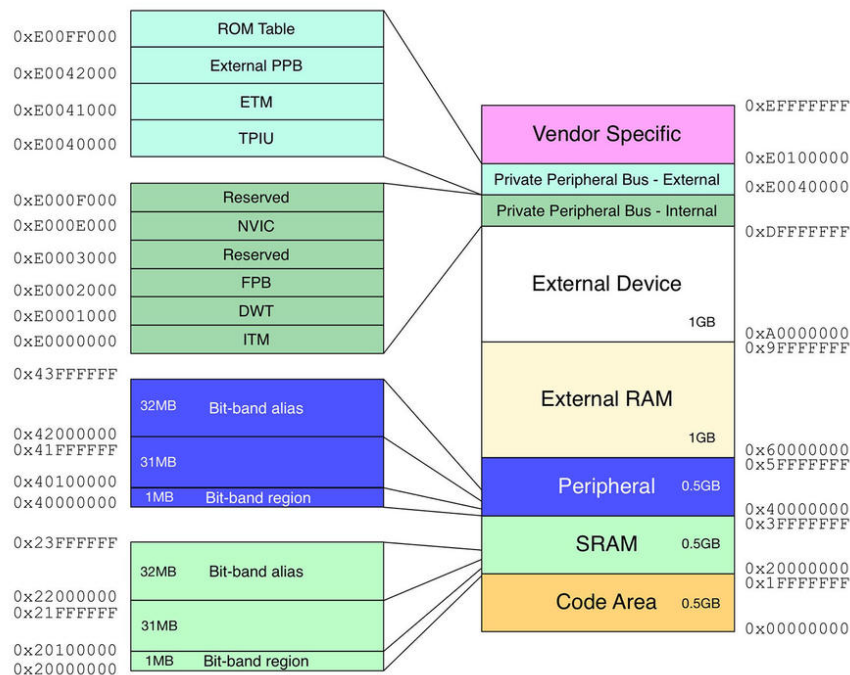 ROM Table
0xE00FF000
External PPB
0xE0042000
ETM
0xE0041000
TPIU
0xE0040000
Reserved
0xE000F000
NVIC
0xE000E000
Reserved
0xE0003000
FPB
0xE0002000
DWT
0xE0001000
ITM
0xE0000000
0x43FFFFFF
32MB Bit-band alias
0x42000000
0x41FFFFFF
31MB
0x40100000
1MB Bit-band region
0x40000000
0x23FFFFFF
32MB Bit-band alias
0x22000000
0x21FFFFFF
31MB
0x20100000
1MB Bit-band region
0x20000000
0xEFFFFFFF
Vendor Specific
0xE0100000
Private Peripheral Bus - External
0xE0040000
Private Peripheral Bus - Internal
0xDFFFFFFF
External Device
1GB
0xA0000000
0x9FFFFFFF
External RAM
1GB
0x60000000
0x5FFFFFFF
Peripheral 0.5GB
0x40000000
0x3FFFFFFF
SRAM 0.5GB
0x20000000
0x1FFFFFFF
Code Area 0.5GB
0x00000000